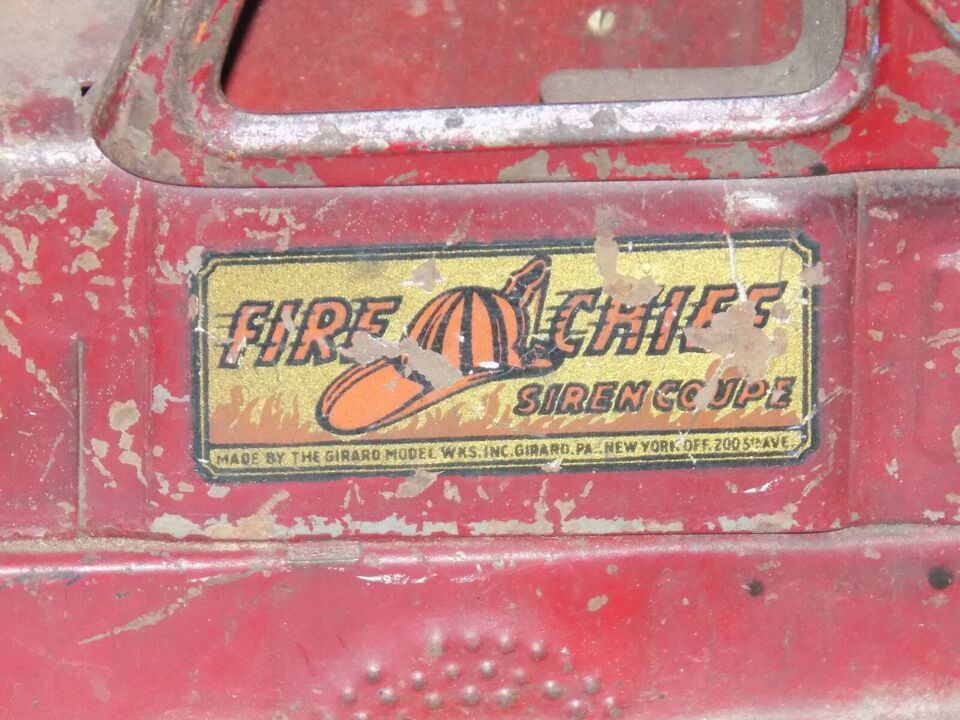 FIRE CHIEF
SIREN COUPE
MADE BY THE GIRARD MODEL WKS. INC. GIRARD. PA. NEW YORK. OFF. 200 5TH AVE.